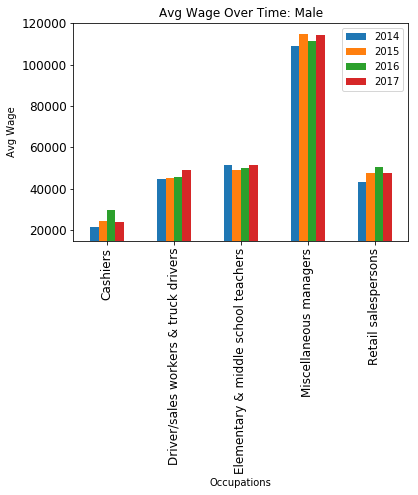 Avg Wage Over Time: Male
120000
100000
80000
60000
40000
20000
Avg Wage
2014
2015
2016
2017
Cashiers
Driver/sales workers & truck drivers
Elementary & middle school teachers
Miscellaneous managers
Retail salespersons
Occupations